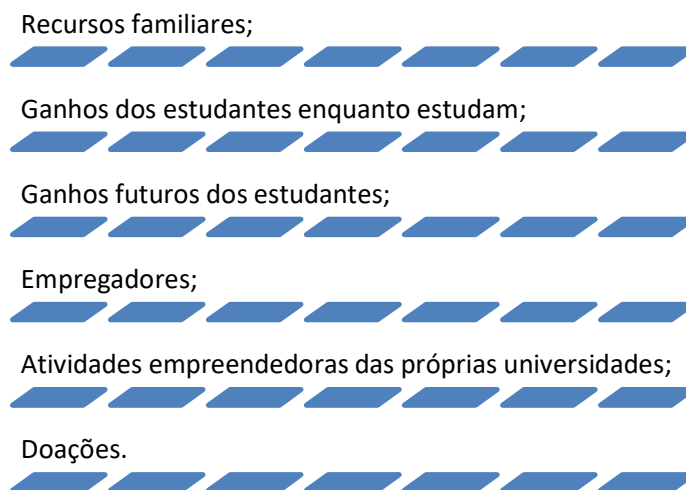 Recursos familiares;
Ganhos dos estudantes enquanto estudam;
Ganhos futuros dos estudantes;
Empregadores;
Atividades empreendedoras das próprias universidades;
Doações.